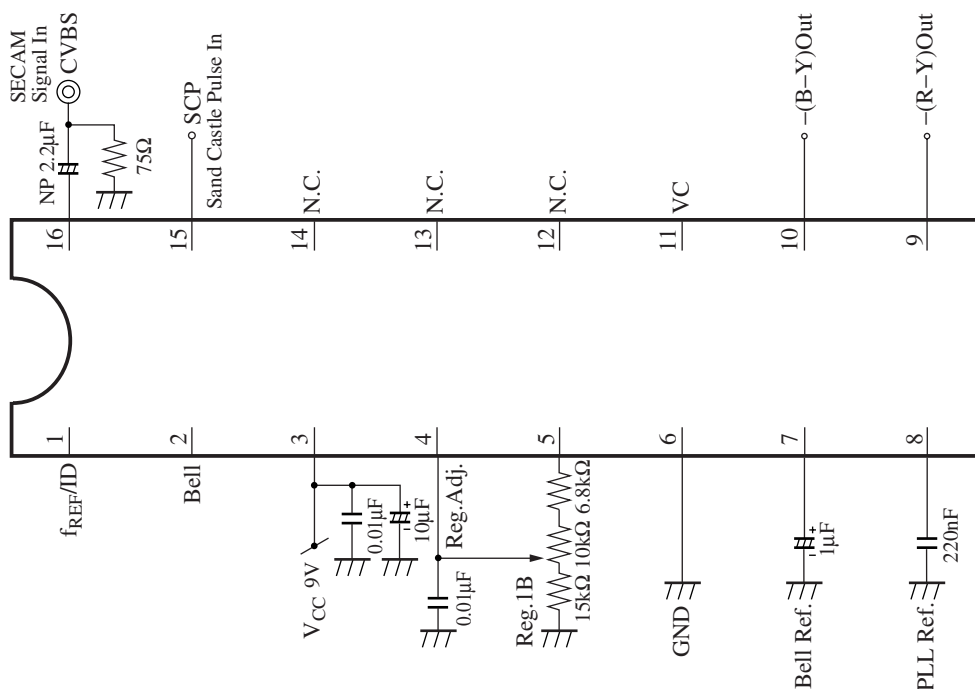 SECAM
Signal In
CVBS
NP 2.2μF
75Ω
SCP
Sand Castle Pulse In
N.C.
N.C.
N.C.
VC
–(B–Y)Out
–(R–Y)Out
16
15
14
13
12
11
10
9
1
2
3
4
5
6
7
8
fREF/ID
Bell
VCC 9V
0.01μF
10μF
+
–
Reg.Adj.
0.01μF
Reg.1B
15kΩ 10kΩ 6.8kΩ
GND
Bell Ref.
1μF
+
–
PLL Ref.
220nF